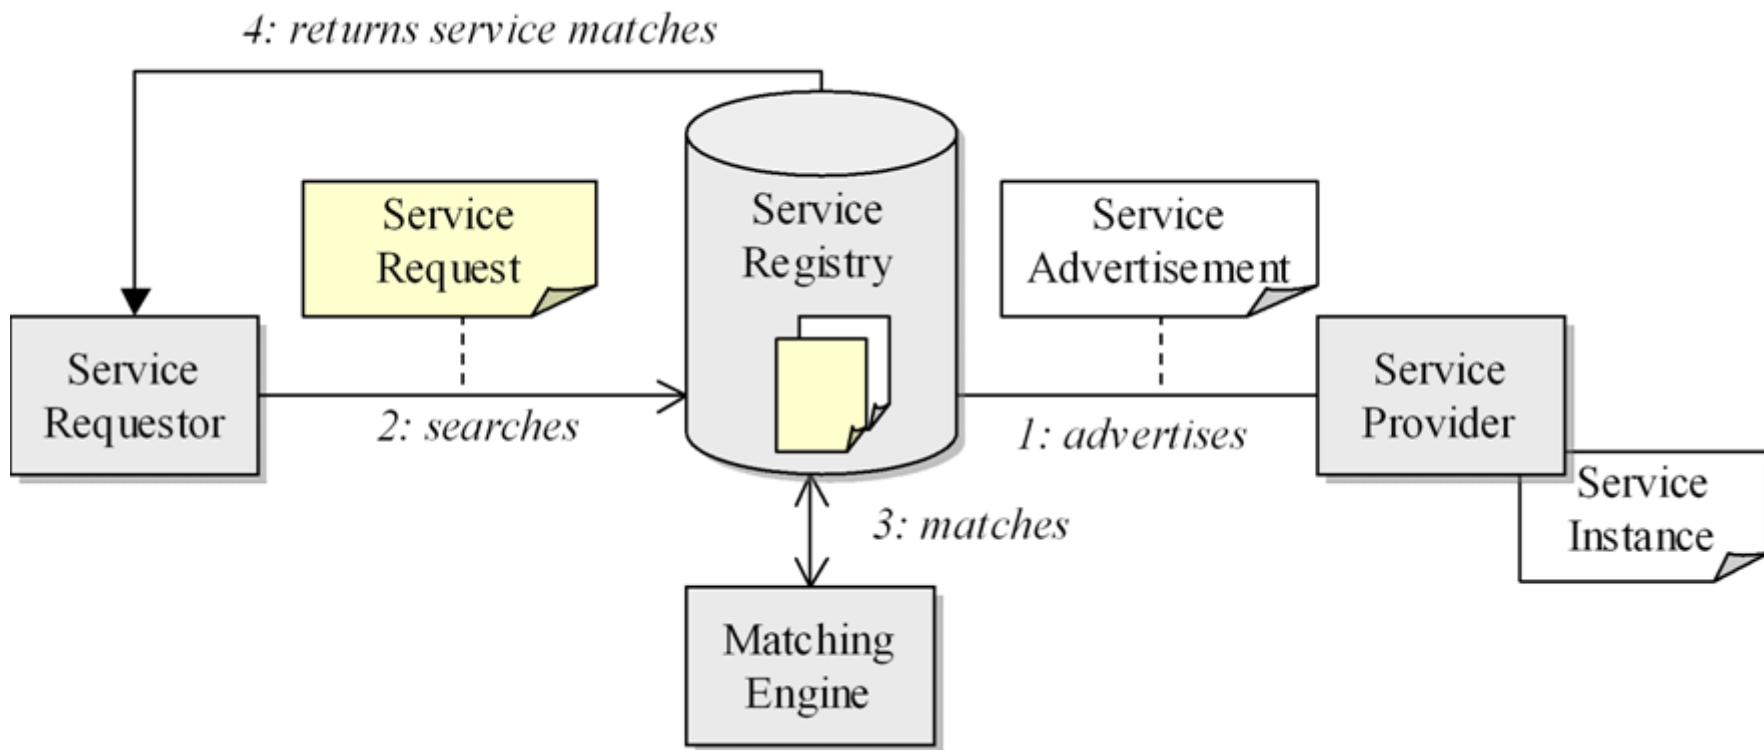 4: returns service matches
Service
Request
Service
Registry
Service
Advertisement
Service
Requestor
2: searches
1: advertises
Service
Provider
Service
Instance
3: matches
Matching
Engine